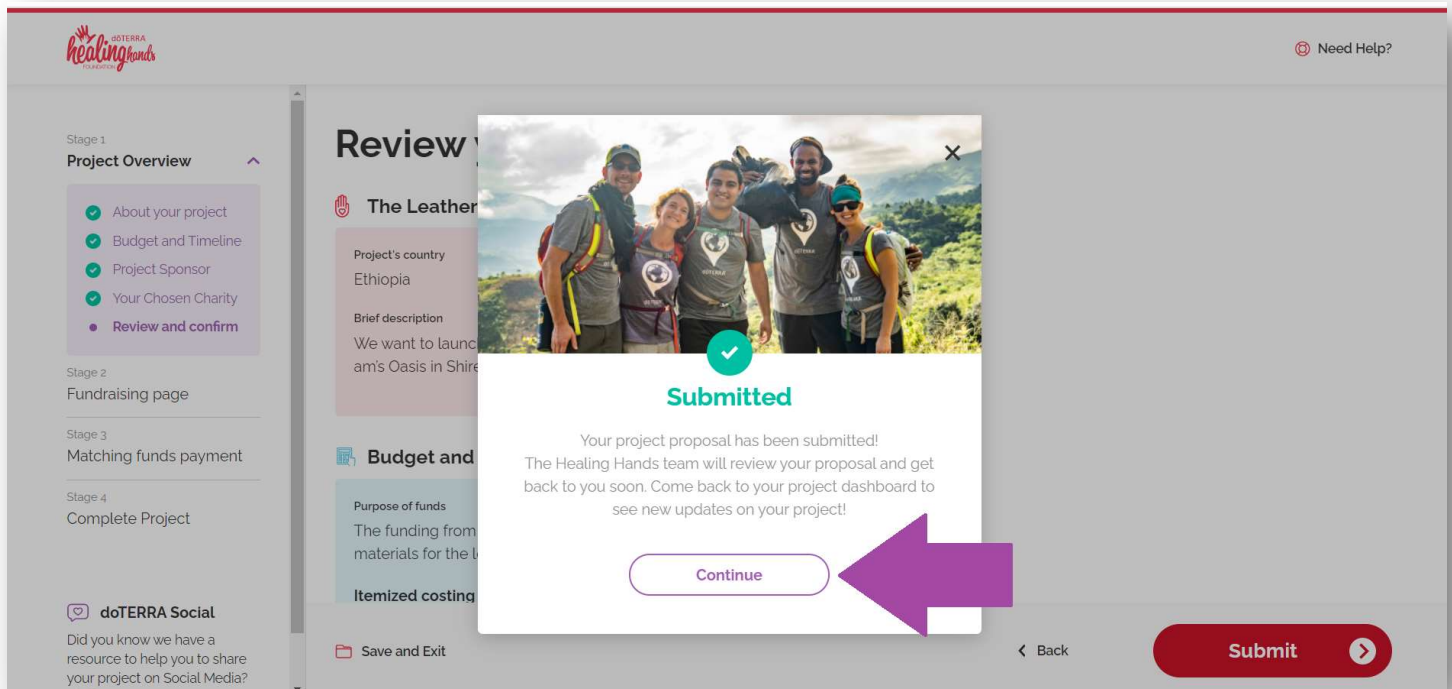 dōTERRA
healing hands
FOUNDATION
Need Help?
Stage 1
Project Overview
About your project
Budget and Timeline
Project Sponsor
Your Chosen Charity
Review and confirm
Stage 2
Fundraising page
Stage 3
Matching funds payment
Stage 4
Complete Project
doTERRA Social
Did you know we have a
resource to help you to share
your project on Social Media?
Review
The Leather
Project's country
Ethiopia
Brief description
We want to launc
am's Oasis in Shire
Budget and
Purpose of funds
The funding from
materials for the l
Itemized costing
Submitted
Your project proposal has been submitted!
The Healing Hands team will review your proposal and get
back to you soon. Come back to your project dashboard to
see new updates on your project!
Continue
Save and Exit
Back
Submit